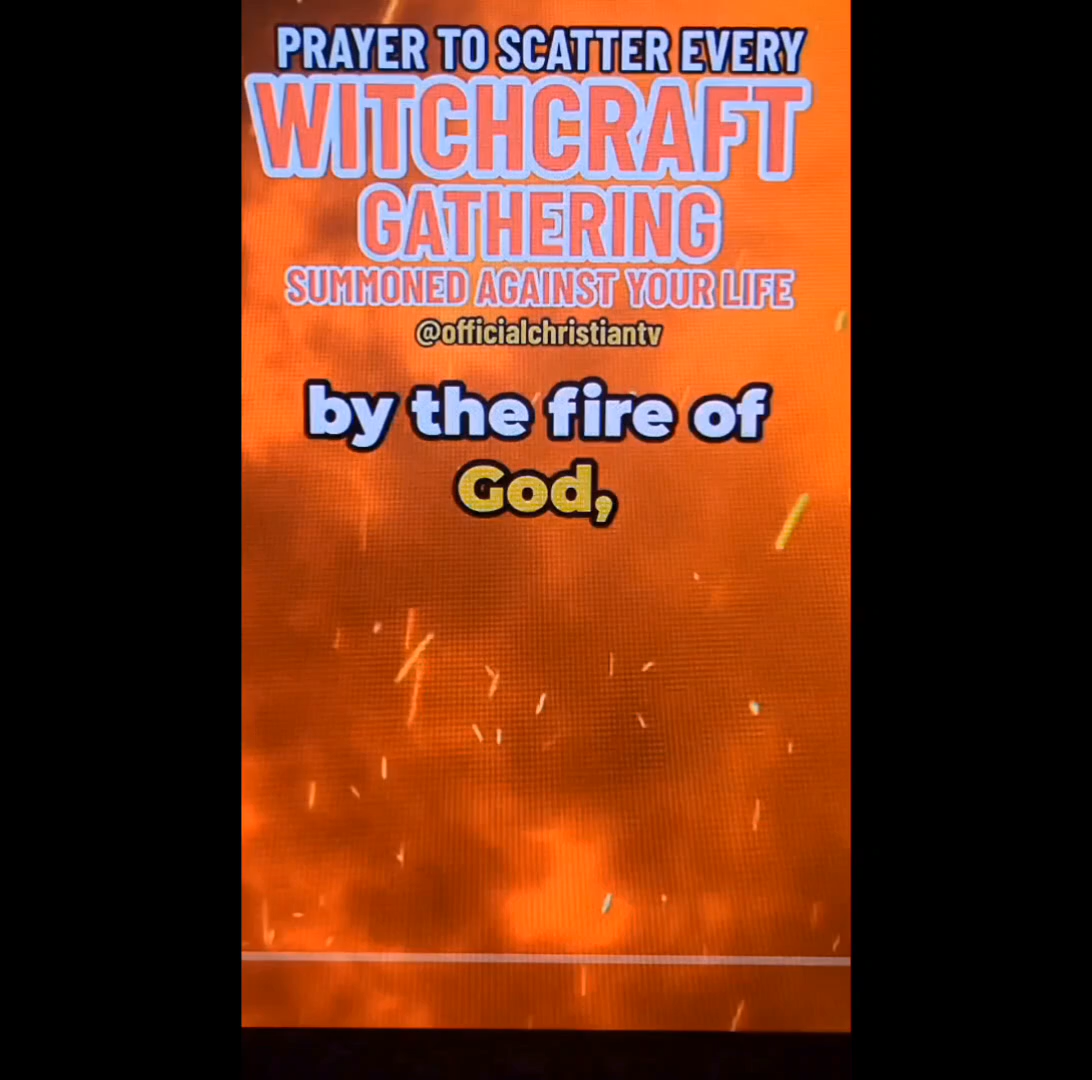 PRAYER TO SCATTER EVERY
WITCHCRAFT
GATHERING
SUMMONED AGAINST YOUR LIFE
@officialchristiantv
by the fire of
God,